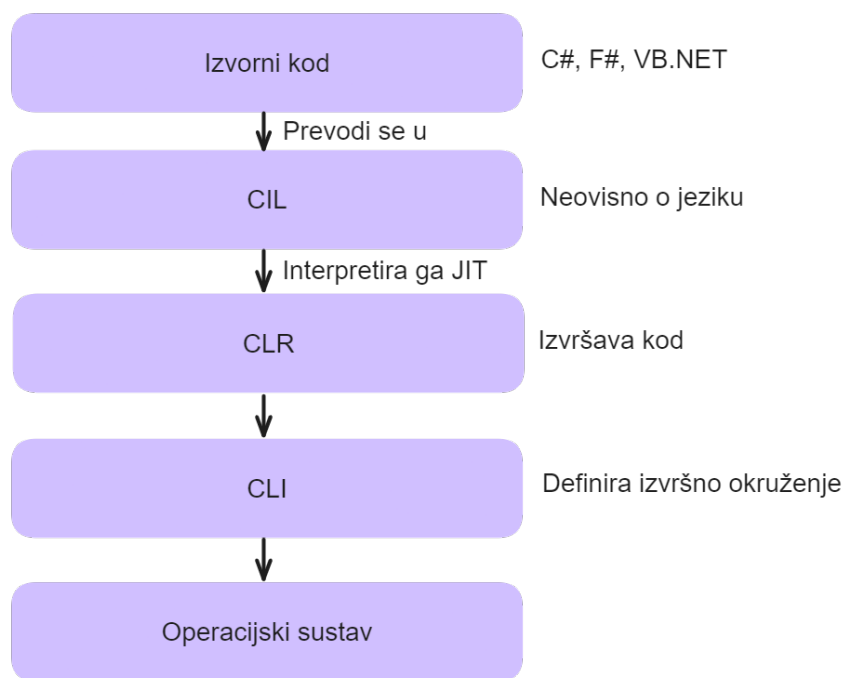 Izvorni kod
C#, F#, VB.NET
Prevodi se u
CIL
Neovisno o jeziku
Interpretira ga JIT
CLR
Izvršava kod
CLI
Definira izvršno okruženje
Operacijski sustav